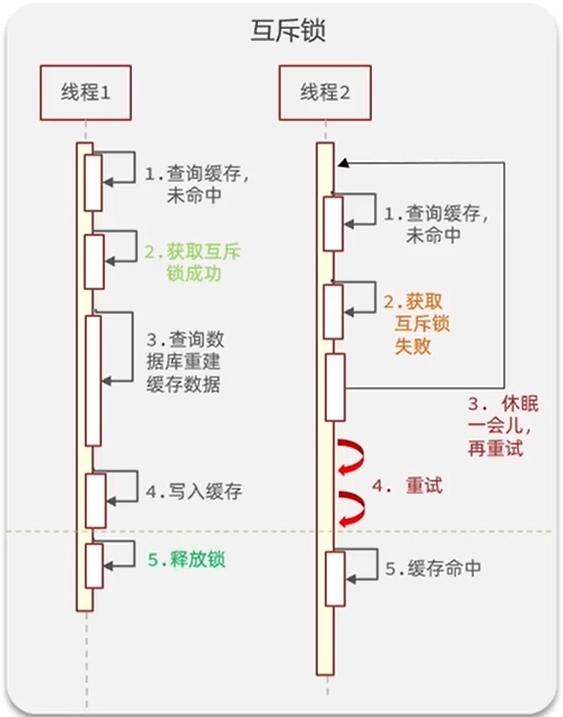 互斥锁
线程1
线程2
1.查询缓存，
未命中
2.获取互斥
锁成功
3.查询数
据库重建
缓存数据
4.写入缓存
5.释放锁
1.查询缓存，
未命中
2.获取
互斥锁
失败
3. 休眠
一会儿，
再重试
4. 重试
5.缓存命中